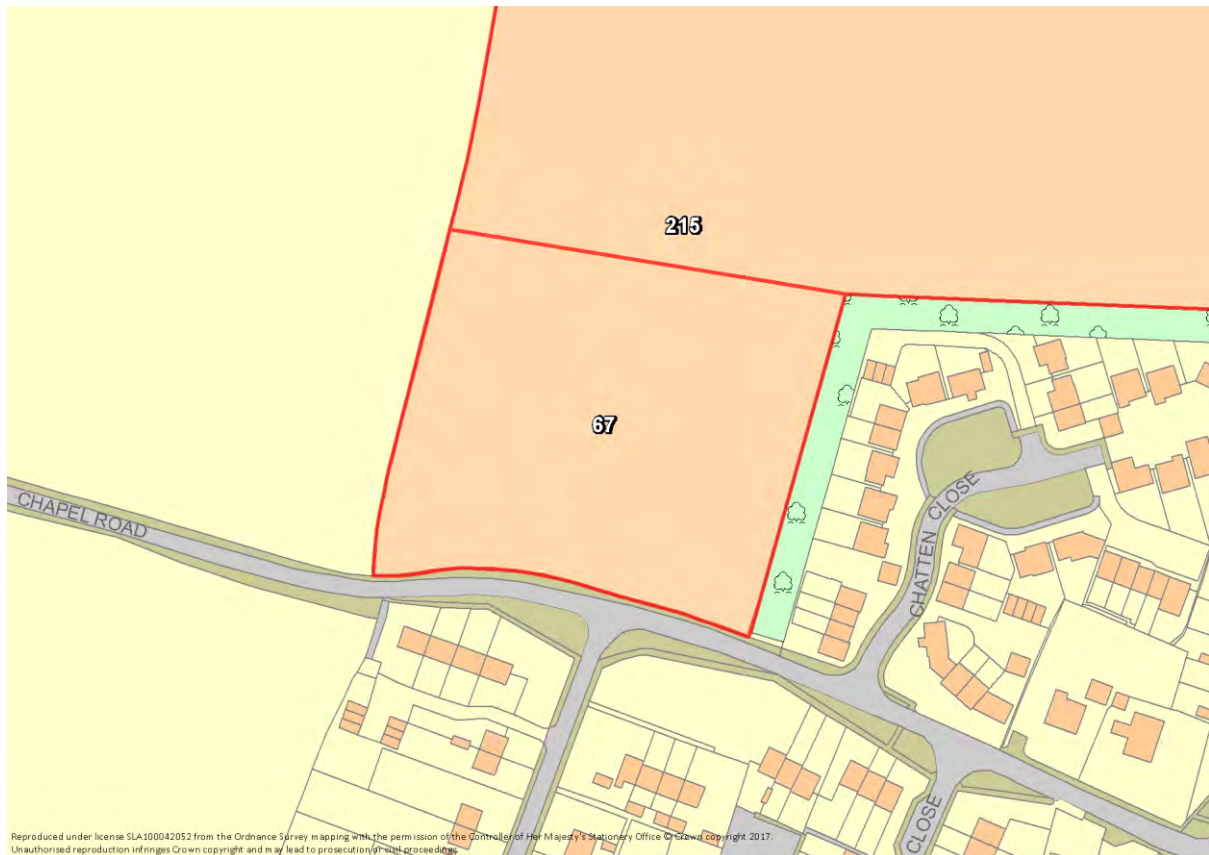 215
67
CHAPEL ROAD
CHATTEN CLOSE
CLOSE
Reproduced under license SLA100042052 from the Ordnance Survey mapping with the permission of the Controller of Her Majesty's Stationery Office © Crown copyright 2017.
Unauthorised reproduction infringes Crown copyright and may lead to prosecution or civil proceedings.